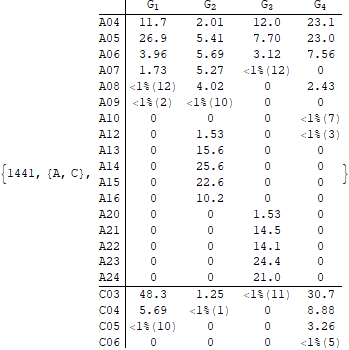 G₁ G₂ G₃ G₄
A04 11.7 2.01 12.0 23.1
A05 26.9 5.41 7.70 23.0
A06 3.96 5.69 3.12 7.56
A07 1.73 5.27 <1%(12) 0
A08 <1%(12) 4.02 0 2.43
A09 <1%(2) <1%(10) 0 0
A10 0 0 0 <1%(7)
A12 0 1.53 0 <1%(3)
A13 0 15.6 0 0
A14 0 25.6 0 0
{1441, {A, C}, A15 0 22.6 0 0 }
A16 0 10.2 0 0
A20 0 0 1.53 0
A21 0 0 14.5 0
A22 0 0 14.1 0
A23 0 0 24.4 0
A24 0 0 21.0 0
C03 48.3 1.25 <1%(11) 30.7
C04 5.69 <1%(1) 0 8.88
C05 <1%(10) 0 0 3.26
C06 0 0 0 <1%(5)